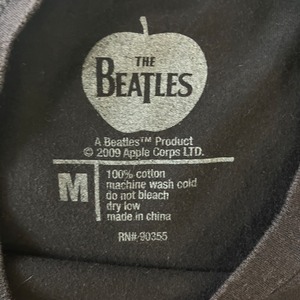 THE
BEATLES
A Beatles™ Product
© 2009 Apple Corps LTD.
M
100% cotton
machine wash cold
do not bleach
dry low
made in china
RN# 90355